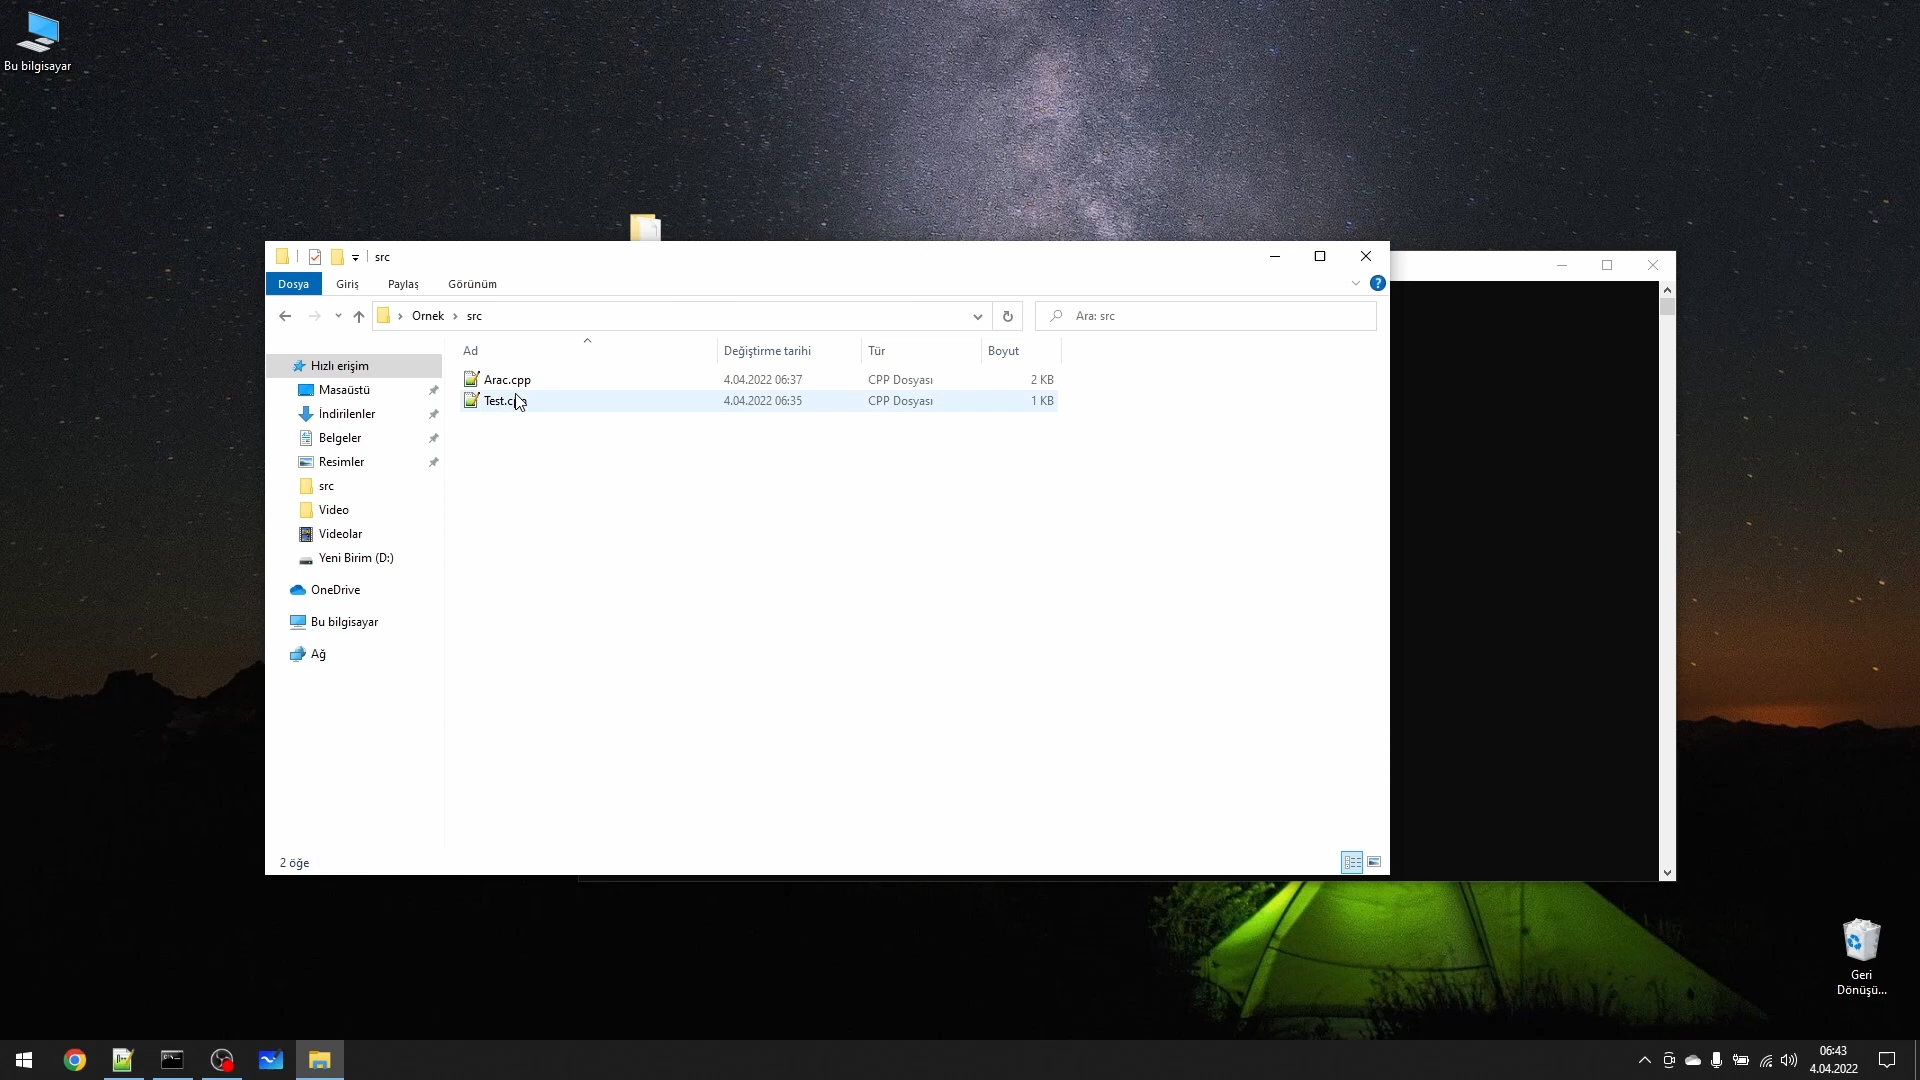 Bu bilgisayar
src
Dosya
Giriş
Paylaş
Görünüm
Ornek
src
Ara: src
Ad
Değiştirme tarihi
Tür
Boyut
Arac.cpp
4.04.2022 06:37
CPP Dosyası
2 KB
Test.cpp
4.04.2022 06:35
CPP Dosyası
1 KB
Hızlı erişim
Masaüstü
İndirilenler
Belgeler
Resimler
src
Video
Videolar
Yeni Birim (D:)
OneDrive
Bu bilgisayar
Ağ
2 öğe
Geri
Dönüşü...
06:43
4.04.2022